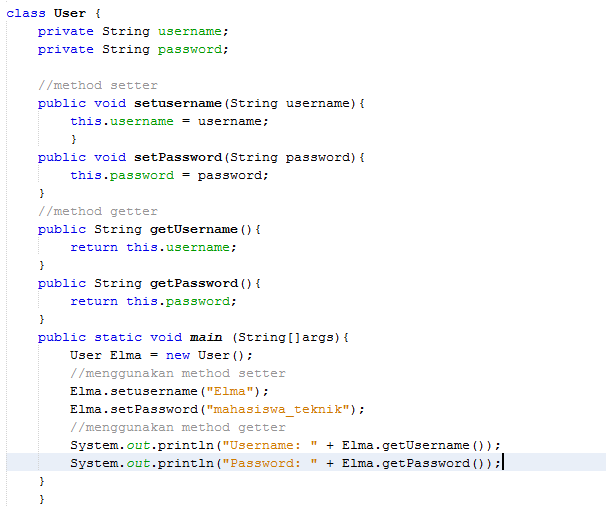 class User {
    private String username;
    private String password;

    //method setter
    public void setusername(String username){
        this.username = username;
        }
    public void setPassword(String password){
        this.password = password;
    }
    //method getter
    public String getUsername(){
        return this.username;
    }
    public String getPassword(){
        return this.password;
    }
    public static void main (String[]args){
        User Elma = new User();
        //menggunakan method setter
        Elma.setusername("Elma");
        Elma.setPassword("mahasiswa_teknik");
        //menggunakan method getter
        System.out.println("Username: " + Elma.getUsername());
        System.out.println("Password: " + Elma.getPassword());
    }
    }